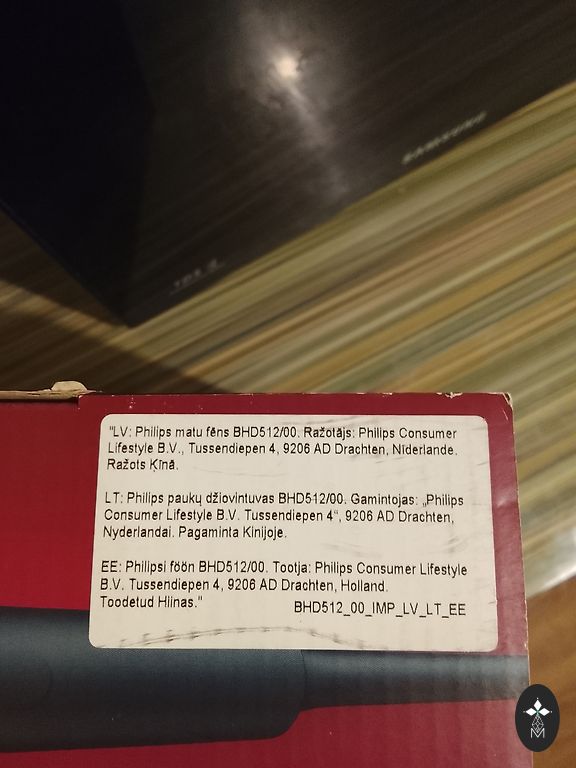 SAMSUNG
"LV: Philips matu fēns BHD512/00. Ražotājs: Philips Consumer
Lifestyle B.V., Tussendiepen 4, 9206 AD Drachten, Nīderlande.
Ražots Ķīnā.
LT: Philips paukų džiovintuvas BHD512/00. Gamintojas: „Philips
Consumer Lifestyle B.V. Tussendiepen 4“, 9206 AD Drachten,
Nyderlandai. Pagaminta Kinijoje.
EE: Philipsi föön BHD512/00. Tootja: Philips Consumer Lifestyle
B.V. Tussendiepen 4, 9206 AD Drachten, Holland.
Toodetud Hiinas."
BHD512_00_IMP_LV_LT_EE